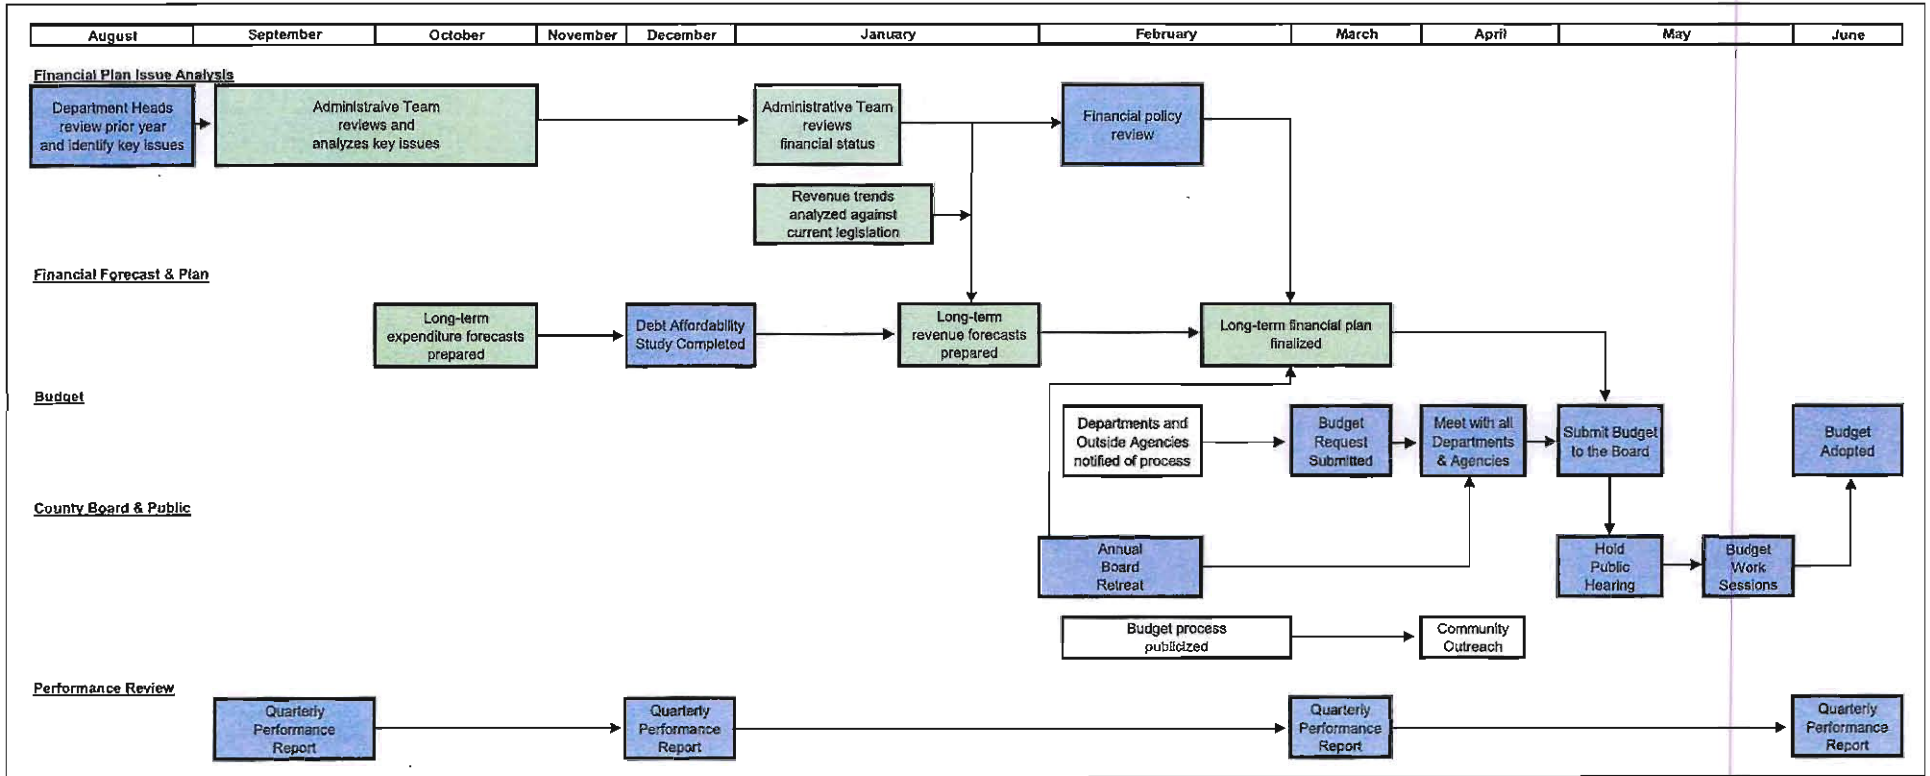 August September October November December January February March April May June
Financial Plan Issue Analysis
Department Heads
review prior year
and identify key issues
Administraive Team
reviews and
analyzes key issues
Administrative Team
reviews
financial status
Financial policy
review
Revenue trends
analyzed against
current legislation
Financial Forecast & Plan
Long-term
expenditure forecasts
prepared
Debt Affordability
Study Completed
Long-term
revenue forecasts
prepared
Long-term financial plan
finalized
Budget
Departments and
Outside Agencies
notified of process
Budget
Request
Submitted
Meet with all
Departments
& Agencies
Submit Budget
to the Board
Budget
Adopted
County Board & Public
Annual
Board
Retreat
Hold
Public
Hearing
Budget
Work
Sessions
Budget process
publicized
Community
Outreach
Performance Review
Quarterly
Performance
Report
Quarterly
Performance
Report
Quarterly
Performance
Report
Quarterly
Performance
Report